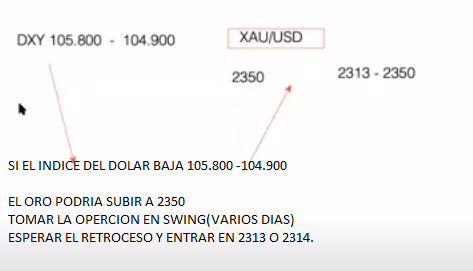 DXY 105.800 - 104.900
XAU/USD
2350
2313 - 2350
SI EL INDICE DEL DOLAR BAJA 105.800 -104.900
EL ORO PODRIA SUBIR A 2350
TOMAR LA OPERCION EN SWING(VARIOS DIAS)
ESPERAR EL RETROCESO Y ENTRAR EN 2313 O 2314.